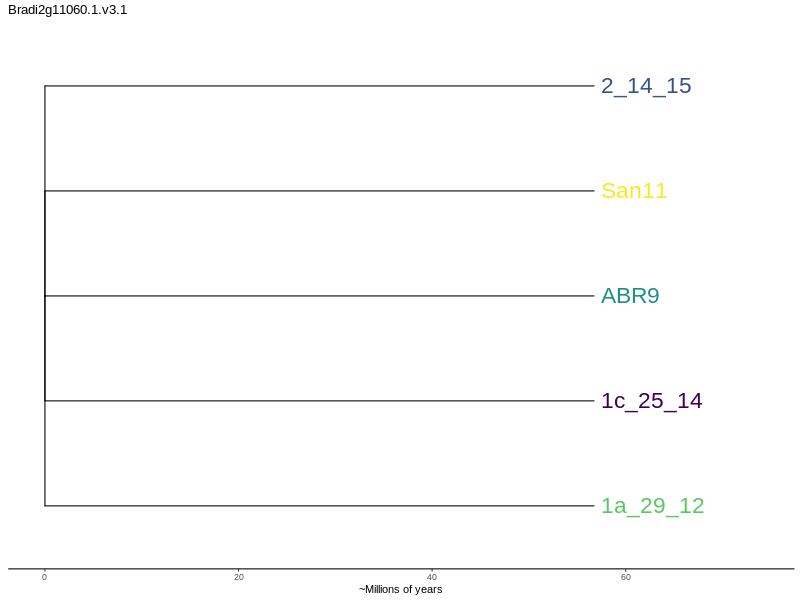 Bradi2g11060.1.v3.1
2_14_15
San11
ABR9
1c_25_14
1a_29_12
0 20 40 60
~Millions of years